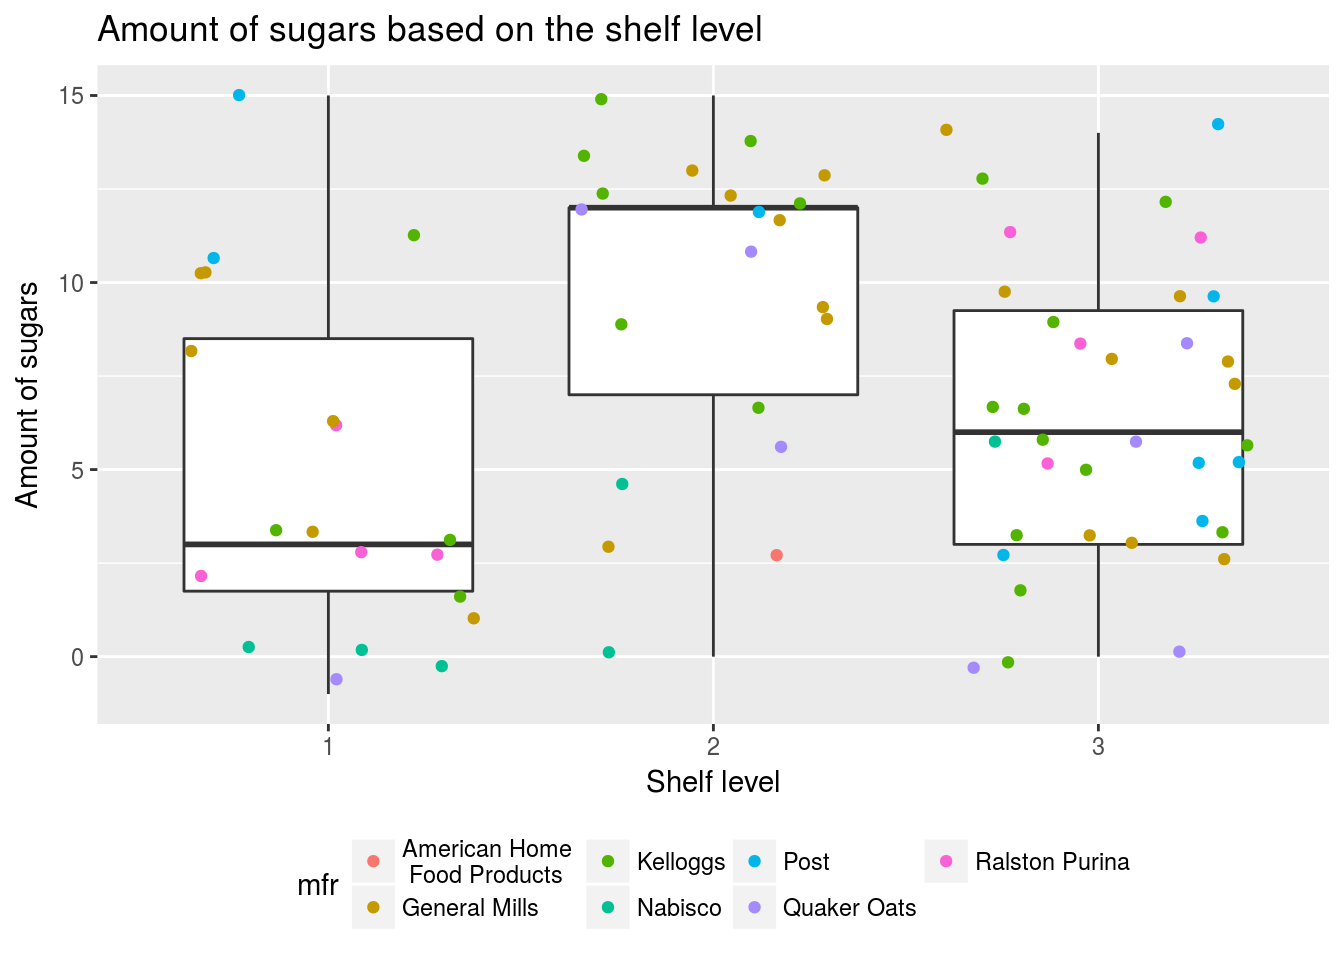 Amount of sugars based on the shelf level
15
10
5
0
Amount of sugars
1
2
3
Shelf level
mfr
American Home
Food Products
General Mills
Kelloggs
Nabisco
Post
Quaker Oats
Ralston Purina